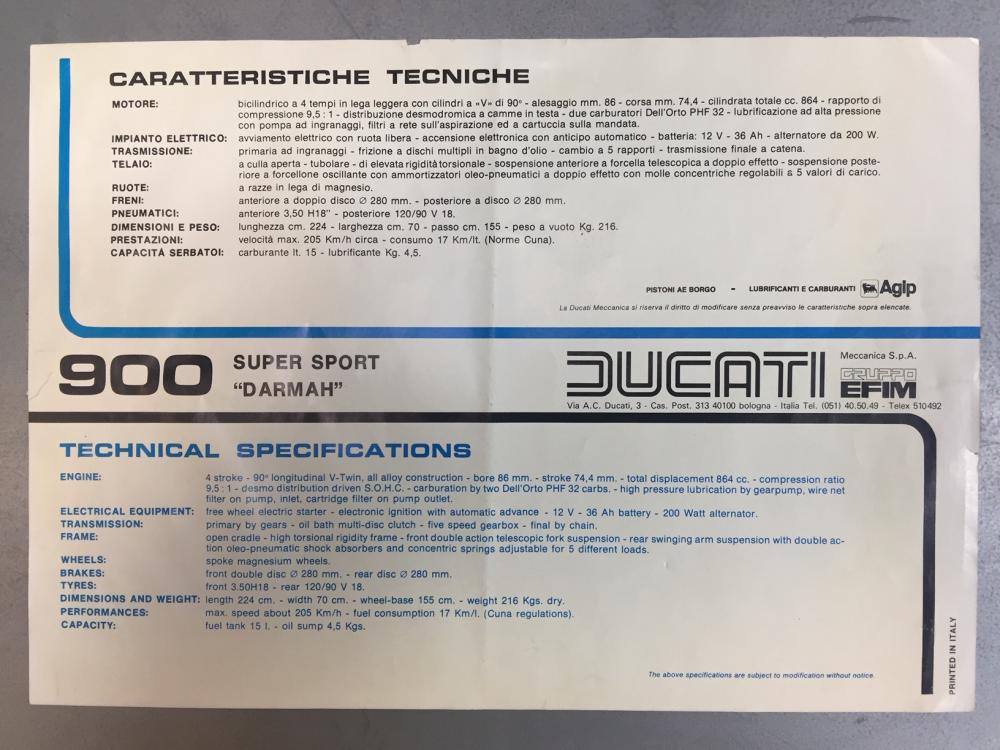 CARATTERISTICHE TECNICHE
MOTORE: bicilindrico a 4 tempi in lega leggera con cilindri a «V» di 90° - alesaggio mm. 86 - corsa mm. 74,4 - cilindrata totale cc. 864 - rapporto di
compressione 9,5 : 1 - distribuzione desmodromica a camme in testa - due carburatori Dell'Orto PHF 32 - lubrificazione ad alta pressione
con pompa ad ingranaggi, filtri a rete sull'aspirazione ed a cartuccia sulla mandata.
IMPIANTO ELETTRICO: avviamento elettrico con ruota libera - accensione elettronica con anticipo automatico - batteria: 12 V - 36 Ah - alternatore da 200 W.
TRASMISSIONE: primaria ad ingranaggi - frizione a dischi multipli in bagno d'olio - cambio a 5 rapporti - trasmissione finale a catena.
TELAIO: a culla aperta - tubolare - di elevata rigidità torsionale - sospensione anteriore a forcella telescopica a doppio effetto - sospensione poste-
riore a forcellone oscillante con ammortizzatori oleo-pneumatici a doppio effetto con molle concentriche regolabili a 5 valori di carico.
RUOTE: a razze in lega di magnesio.
FRENI: anteriore a doppio disco Ø 280 mm. - posteriore a disco Ø 280 mm.
PNEUMATICI: anteriore 3,50 H18" - posteriore 120/90 V 18.
DIMENSIONI E PESO: lunghezza cm. 224 - larghezza cm. 70 - passo cm. 155 - peso a vuoto Kg. 216.
PRESTAZIONI: velocità max. 205 Km/h circa - consumo 17 Km/lt. (Norme Cuna).
CAPACITÀ SERBATOI: carburante lt. 15 - lubrificante Kg. 4,5.
PISTONI AE BORGO - LUBRIFICANTI E CARBURANTI Agip
La Ducati Meccanica si riserva il diritto di modificare senza preavviso le caratteristiche sopra elencate.
900 SUPER SPORT
"DARMAH"
DUCATI Meccanica S.p.A.
GRUPPO
EFIM
Via A.C. Ducati, 3 - Cas. Post. 313 40100 bologna - Italia Tel. (051) 40.50.49 - Telex 510492
TECHNICAL SPECIFICATIONS
ENGINE: 4 stroke - 90° longitudinal V-Twin, all alloy construction - bore 86 mm. - stroke 74,4 mm. - total displacement 864 cc. - compression ratio
9,5 : 1 - desmo distribution driven S.O.H.C. - carburation by two Dell'Orto PHF 32 carbs. - high pressure lubrication by gearpump, wire net
filter on pump, inlet, cartridge filter on pump outlet.
ELECTRICAL EQUIPMENT: free wheel electric starter - electronic ignition with automatic advance - 12 V - 36 Ah battery - 200 Watt alternator.
TRANSMISSION: primary by gears - oil bath multi-disc clutch - five speed gearbox - final by chain.
FRAME: open cradle - high torsional rigidity frame - front double action telescopic fork suspension - rear swinging arm suspension with double ac-
tion oleo-pneumatic shock absorbers and concentric springs adjustable for 5 different loads.
WHEELS: spoke magnesium wheels.
BRAKES: front double disc Ø 280 mm. - rear disc Ø 280 mm.
TYRES: front 3.50H18 - rear 120/90 V 18.
DIMENSIONS AND WEIGHT: length 224 cm. - width 70 cm. - wheel-base 155 cm. - weight 216 Kgs. dry.
PERFORMANCES: max. speed about 205 Km/h - fuel consumption 17 Km/l. (Cuna regulations).
CAPACITY: fuel tank 15 l. - oil sump 4,5 Kgs.
The above specifications are subject to modification without notice.
PRINTED IN ITALY